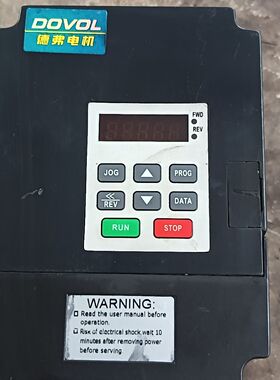 DOVOL
德弗电机
FWD
REV
JOG
PROG
REV
DATA
RUN
STOP
WARNING:
Read the user manual before
operation.
Risk of electrical shock,wait 10
minutes after removing power
before serving.